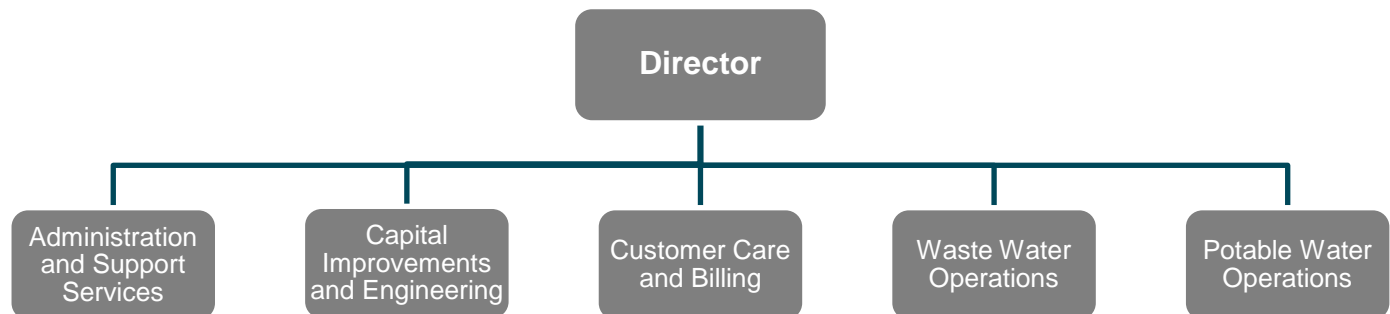 Director
Administration
and Support
Services
Capital
Improvements
and Engineering
Customer Care
and Billing
Waste Water
Operations
Potable Water
Operations